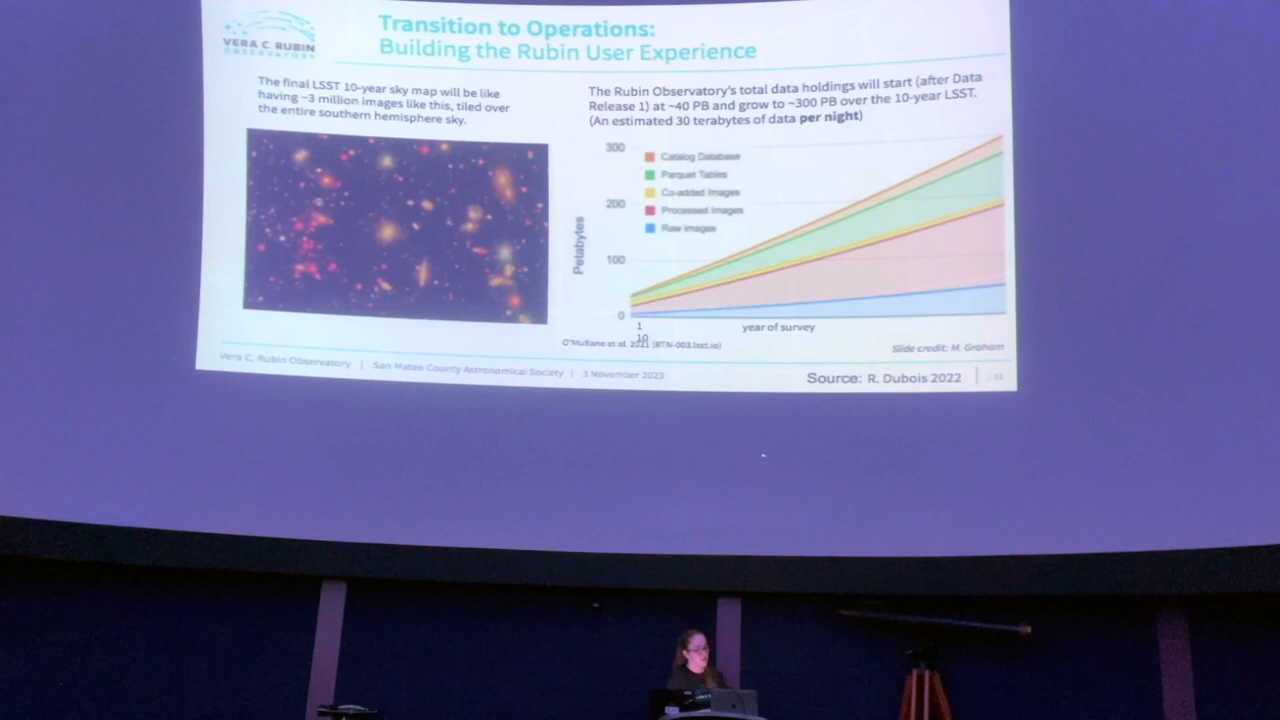 VERA C. RUBIN
OBSERVATORY
Transition to Operations:
Building the Rubin User Experience
The final LSST 10-year sky map will be like
having ~3 million images like this, tiled over
the entire southern hemisphere sky.
The Rubin Observatory's total data holdings will start (after Data
Release 1) at ~40 PB and grow to ~300 PB over the 10-year LSST.
(An estimated 30 terabytes of data per night)
Petabytes
300
200
100
0
Catalog Database
Parquet Tables
Co-added Images
Processed Images
Raw images
1
10
year of survey
O'Mullane et al. 2021 (RTN-003.lsst.io)
Slide credit: M. Graham
Vera C. Rubin Observatory | San Mateo County Astronomical Society | 3 November 2023
Source: R. Dubois 2022